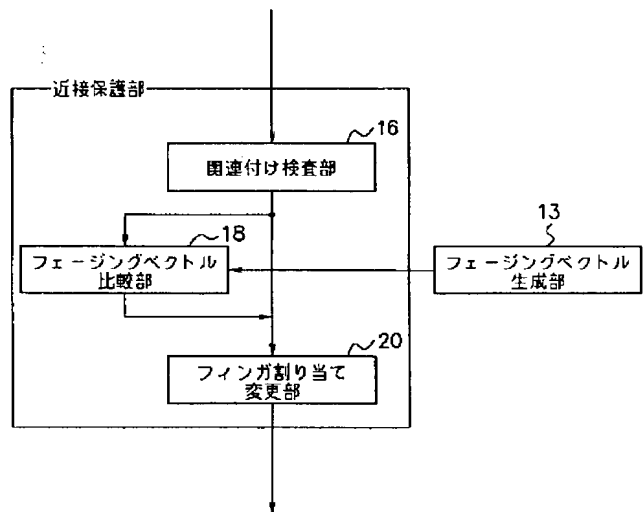 近接保護部
16
関連付け検査部
18
13
フェージングベクトル
比較部
フェージングベクトル
生成部
20
フィンガ割り当て
変更部